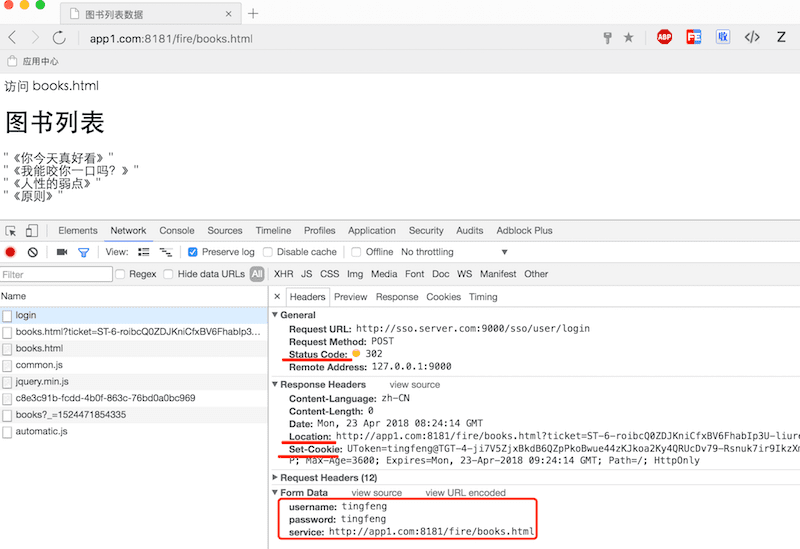 图书列表数据
app1.com:8181/fire/books.html
ABP
FE
Z
应用中心
访问 books.html
图书列表
"《你今天真好看》"
"《我能咬你一口吗？》"
"《人性的弱点》"
"《原则》"
Elements Network Console Sources Timeline Profiles Application Security Audits Adblock Plus
View: Preserve log Disable cache Offline No throttling
Filter Regex Hide data URLs All XHR JS CSS Img Media Font Doc WS Manifest Other
Name
login
books.html?ticket=ST-6-roibcQ0ZDJKniCfxBV6FhabIp3...
books.html
common.js
jquery.min.js
c8e3c91b-fcdd-4b0f-863c-76bd0a0bc969
books?_=1524471854335
automatic.js
× Headers Preview Response Cookies Timing
General
Request URL: http://sso.server.com:9000/sso/user/login
Request Method: POST
Status Code: 302
Remote Address: 127.0.0.1:9000
Response Headers view source
Content-Language: zh-CN
Content-Length: 0
Date: Mon, 23 Apr 2018 08:24:14 GMT
Location: http://app1.com:8181/fire/books.html?ticket=ST-6-roibcQ0ZDJKniCfxBV6FhabIp3U-liure
Set-Cookie: UToken=tingfeng@TGT-4-ji7V5ZjxBkdB6QZpPkoBwue44zKJkoa2Ky4QRUcDv79-Rsnuk7ir9IkzXm
P; Max-Age=3600; Expires=Mon, 23-Apr-2018 09:24:14 GMT; Path=/; HttpOnly
Request Headers (12)
Form Data view source view URL encoded
username: tingfeng
password: tingfeng
service: http://app1.com:8181/fire/books.html